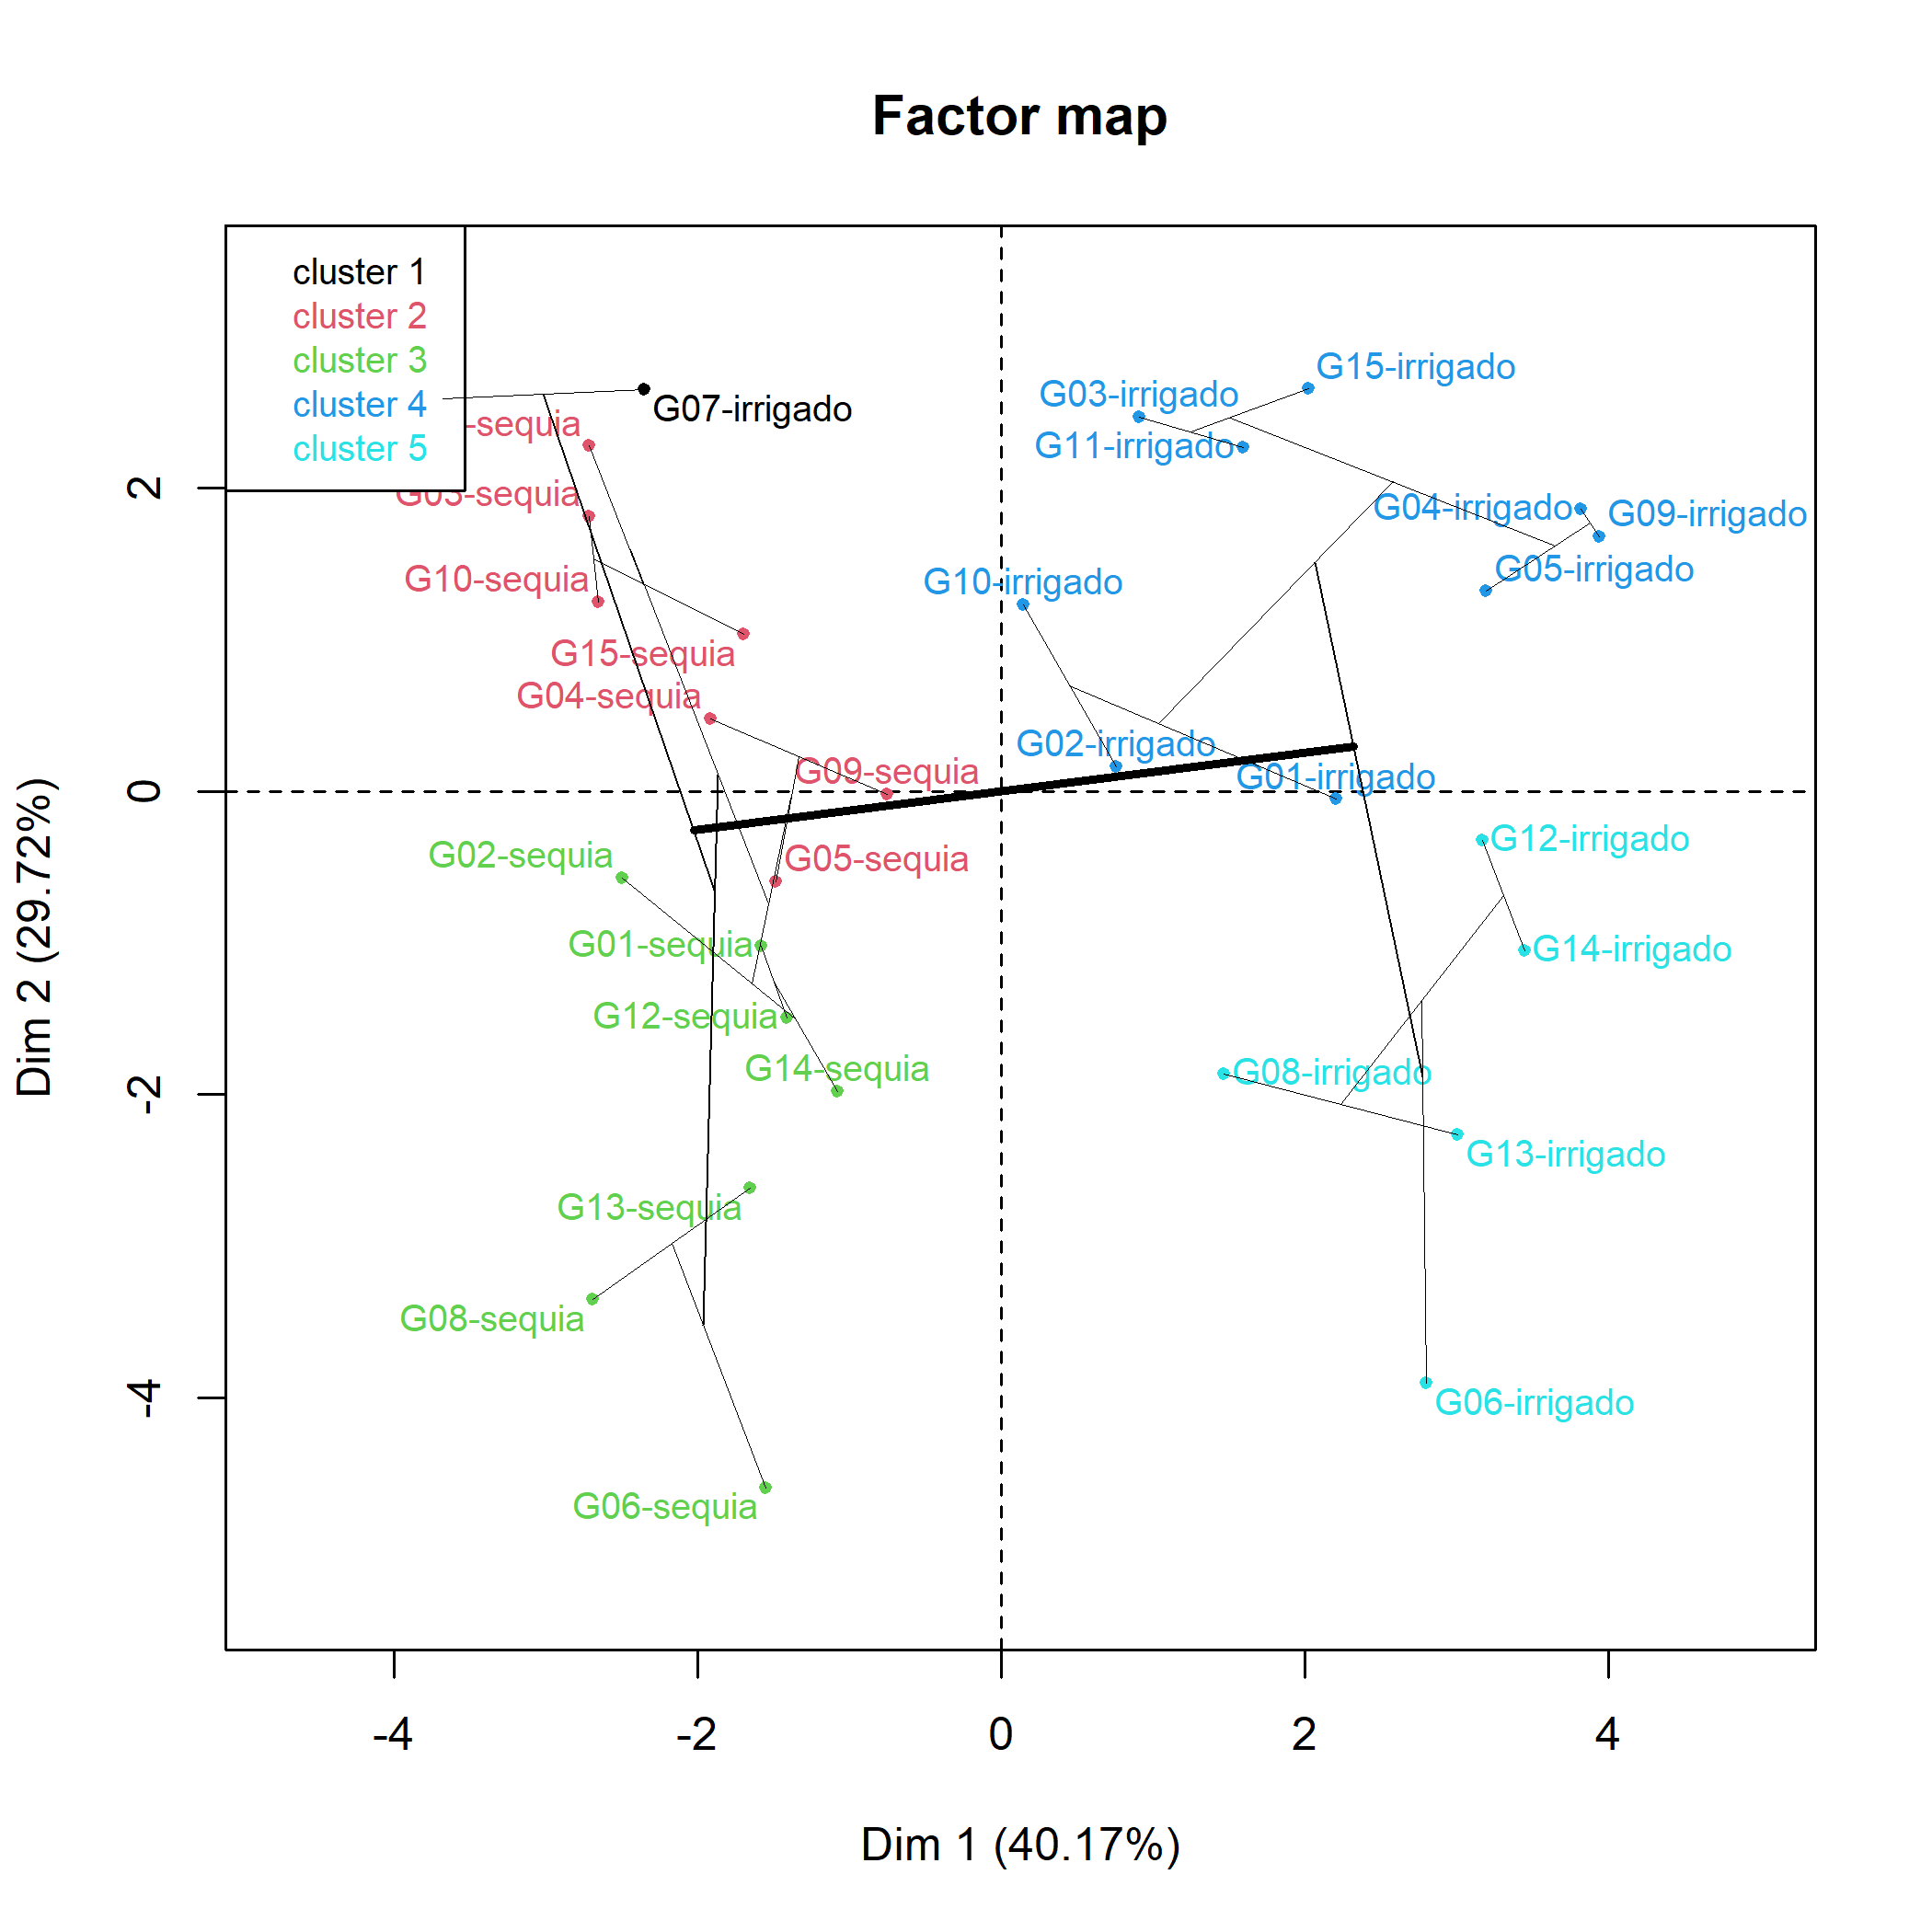 Factor map
cluster 1
cluster 2
cluster 3
cluster 4
cluster 5
G07-irrigado
-sequia
G03-sequia
G10-sequia
G15-sequia
G04-sequia
G09-sequia
G05-sequia
G02-sequia
G01-sequia
G12-sequia
G14-sequia
G13-sequia
G08-sequia
G06-sequia
G15-irrigado
G03-irrigado
G11-irrigado
G04-irrigado
G09-irrigado
G05-irrigado
G10-irrigado
G02-irrigado
G01-irrigado
G12-irrigado
G14-irrigado
G08-irrigado
G13-irrigado
G06-irrigado
2
0
-2
-4
Dim 2 (29.72%)
-4
-2
0
2
4
Dim 1 (40.17%)